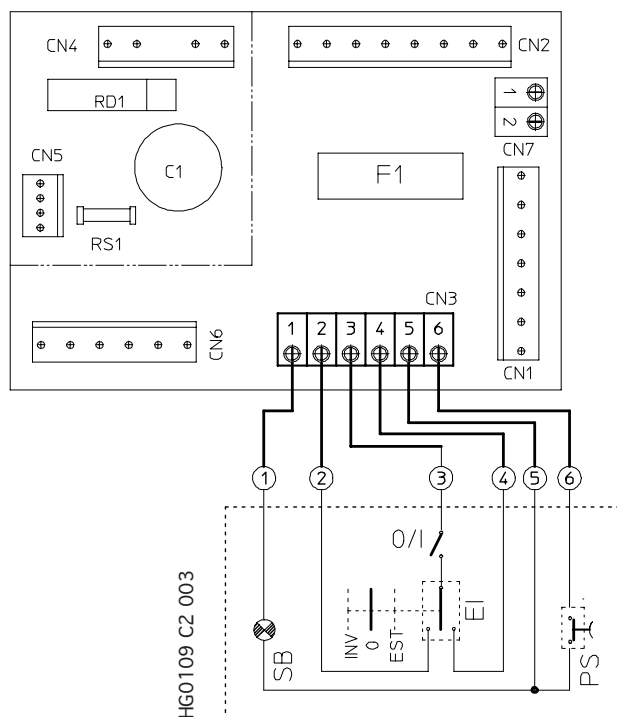 CN4
CN2
RD1
1
2
CN5
C1
F1
CN7
RS1
CN3
1 2 3 4 5 6
CN6
CN1
1 2 3 4 5 6
0/I
INV
0
EST
EI
SB
PS
HG0109 C2 003